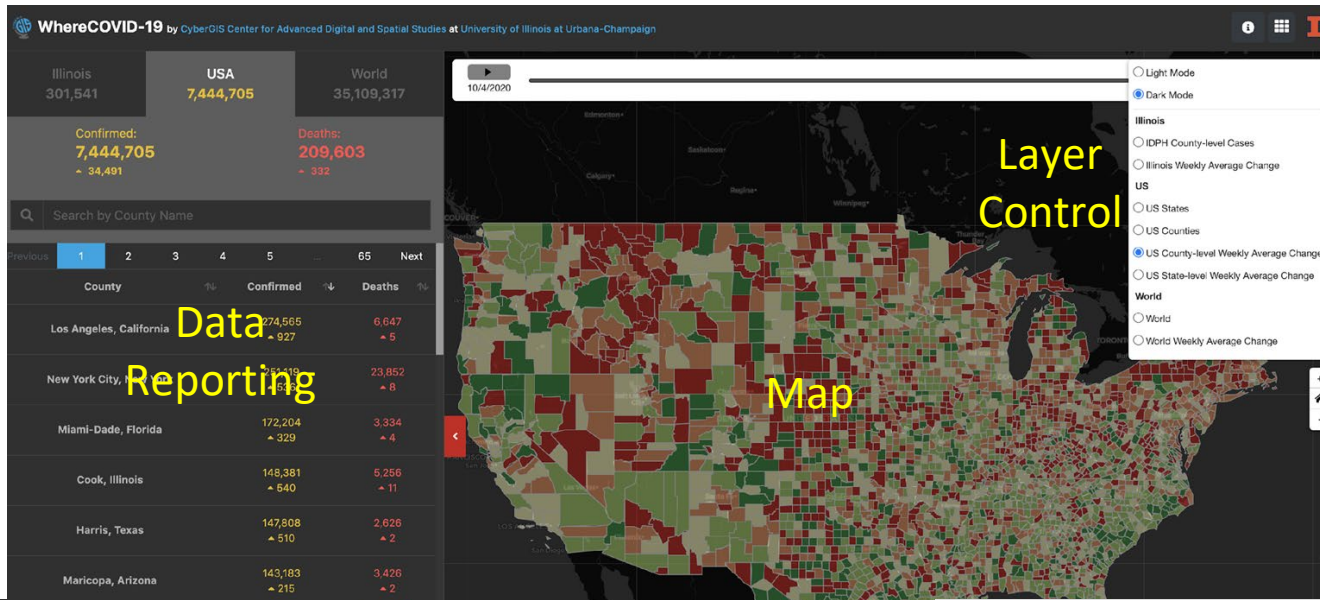 WhereCOVID-19 by CyberGIS Center for Advanced Digital and Spatial Studies at University of Illinois at Urbana-Champaign
Illinois
301,541
USA
7,444,705
World
35,109,317
Confirmed:
7,444,705
34,491
Deaths:
209,603
332
Search by County Name
Previous 1 2 3 4 5 ... 65 Next
County Confirmed Deaths
Los Angeles, California 274,565 6,647
927 5
New York City, 23,852
8
Miami-Dade, Florida 172,204 3,334
329 4
Cook, Illinois 148,381 5,256
540 11
Harris, Texas 147,808 2,626
510 2
Maricopa, Arizona 143,183 3,426
215 2
Data
Reporting
10/4/2020
Edmonton
Saskatoon
Calgary
Regina
Winnipeg
Map
Layer
Control
Light Mode
Dark Mode
Illinois
IDPH County-level Cases
Illinois Weekly Average Change
US
US States
US Counties
US County-level Weekly Average Change
US State-level Weekly Average Change
World
World
World Weekly Average Change